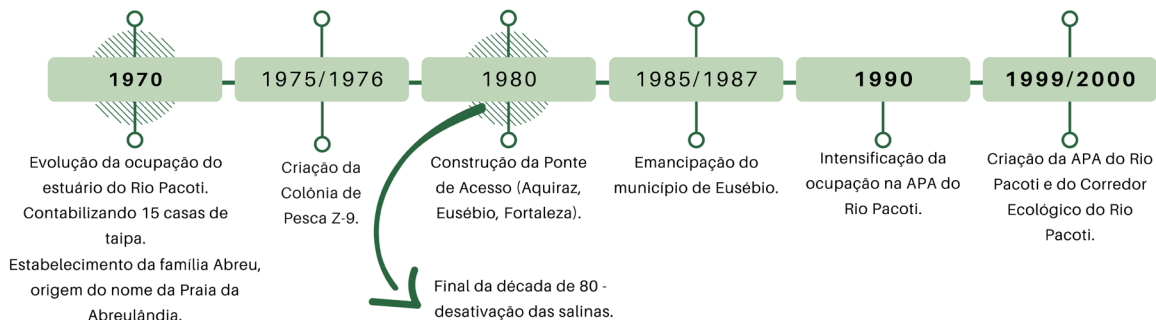 1970
Evolução da ocupação do
estuário do Rio Pacoti.
Contabilizando 15 casas de
taipa.
Estabelecimento da família Abreu,
origem do nome da Praia da
Abreulândia.
1975/1976
Criação da
Colônia de
Pesca Z-9.
1980
Construção da Ponte
de Acesso (Aquiraz,
Eusébio, Fortaleza).
Final da década de 80 -
desativação das salinas.
1985/1987
Emancipação do
município de Eusébio.
1990
Intensificação da
ocupação na APA do
Rio Pacoti.
1999/2000
Criação da APA do Rio
Pacoti e do Corredor
Ecológico do Rio
Pacoti.